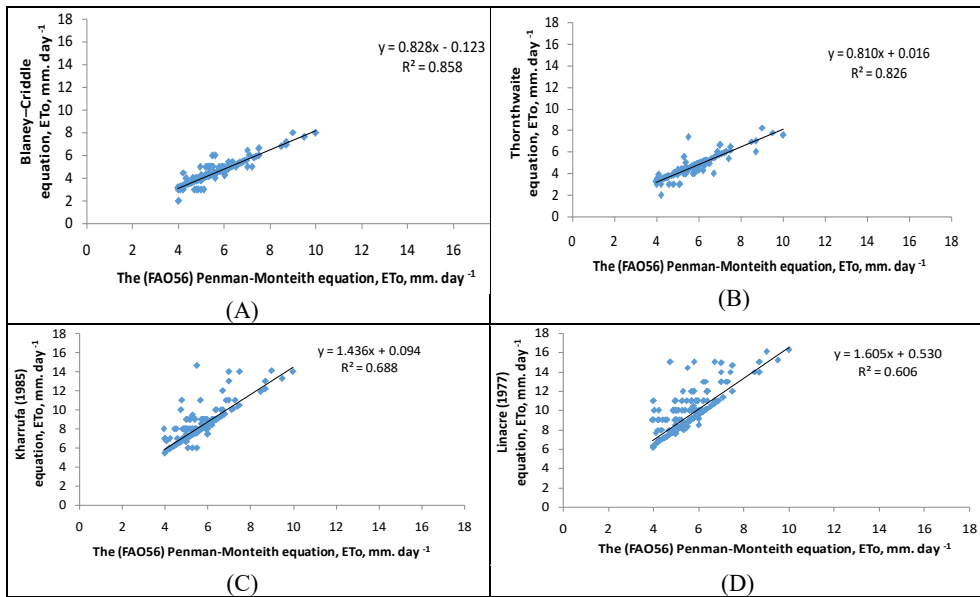 Blaney–Criddle
equation, ETo, mm. day -1
18
16
14
12
10
8
6
4
2
0
y = 0.828x - 0.123
R² = 0.858
0 2 4 6 8 10 12 14 16
The (FAO56) Penman-Monteith equation, ETo, mm. day -1
(A)
Thornthwaite
equation, ETo, mm. day -1
18
16
14
12
10
8
6
4
2
0
y = 0.810x + 0.016
R² = 0.826
0 2 4 6 8 10 12 14 16 18
The (FAO56) Penman-Monteith equation, ETo, mm. day -1
(B)
Kharrufa (1985)
equation, ETo, mm. day -1
18
16
14
12
10
8
6
4
2
0
y = 1.436x + 0.094
R² = 0.688
0 2 4 6 8 10 12 14 16 18
The (FAO56) Penman-Monteith equation, ETo, mm. day -1
(C)
Linacre (1977)
equation, ETo, mm. day -1
18
16
14
12
10
8
6
4
2
0
y = 1.605x + 0.530
R² = 0.606
0 2 4 6 8 10 12 14 16 18
The (FAO56) Penman-Monteith equation, ETo, mm. day -1
(D)